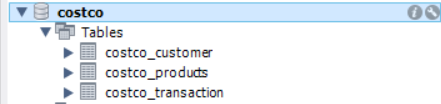 costco
Tables
costco_customer
costco_products
costco_transaction